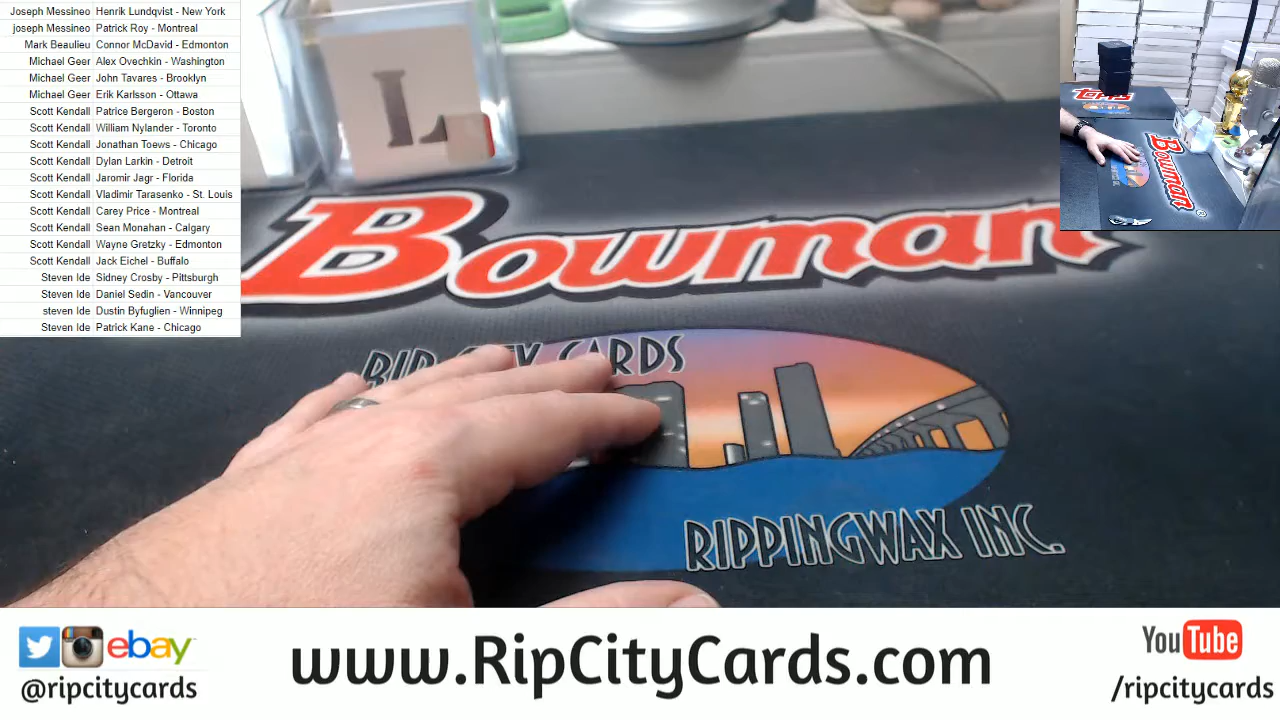 Joseph Messineo Henrik Lundqvist - New York
joseph Messineo Patrick Roy - Montreal
Mark Beaulieu Connor McDavid - Edmonton
Michael Geer Alex Ovechkin - Washington
Michael Geer John Tavares - Brooklyn
Michael Geer Erik Karlsson - Ottawa
Scott Kendall Patrice Bergeron - Boston
Scott Kendall William Nylander - Toronto
Scott Kendall Jonathan Toews - Chicago
Scott Kendall Dylan Larkin - Detroit
Scott Kendall Jaromir Jagr - Florida
Scott Kendall Vladimir Tarasenko - St. Louis
Scott Kendall Carey Price - Montreal
Scott Kendall Sean Monahan - Calgary
Scott Kendall Wayne Gretzky - Edmonton
Scott Kendall Jack Eichel - Buffalo
Steven Ide Sidney Crosby - Pittsburgh
Steven Ide Daniel Sedin - Vancouver
steven Ide Dustin Byfuglien - Winnipeg
Steven Ide Patrick Kane - Chicago
L
Bowman
RIP CITY CARDS
RIPPINGWAX INC.
TOPPS
Bowman
ebay
@ripcitycards
www.RipCityCards.com
YouTube
/ripcitycards